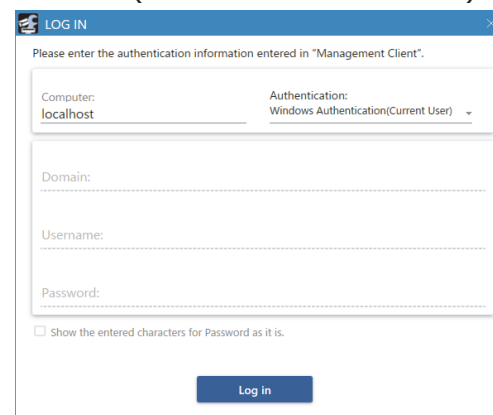 LOG IN
Please enter the authentication information entered in "Management Client".
Computer:
localhost
Authentication:
Windows Authentication(Current User)
Domain:
Username:
Password:
Show the entered characters for Password as it is.
Log in